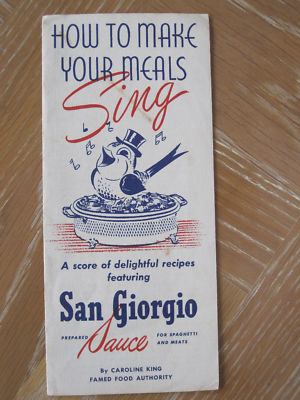 HOW TO MAKE
YOUR MEALS
Sing
A score of delightful recipes
featuring
San Giorgio
PREPARED Sauce FOR SPAGHETTI
AND MEATS
By CAROLINE KING
FAMED FOOD AUTHORITY